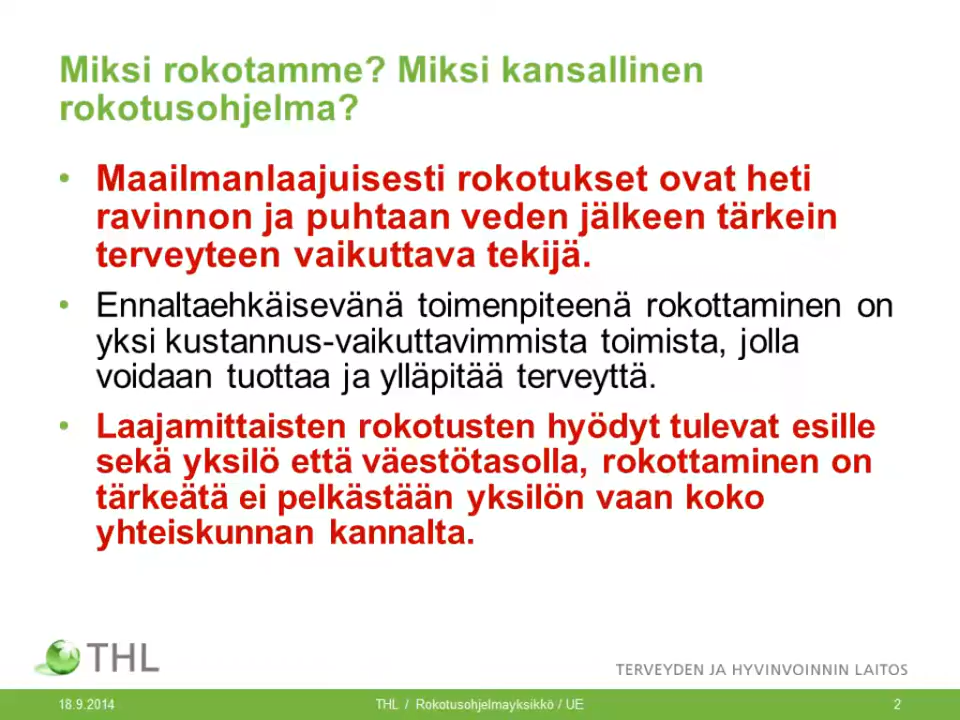 Miksi rokotamme? Miksi kansallinen
rokotusohjelma?
• Maailmanlaajuisesti rokotukset ovat heti
ravinnon ja puhtaan veden jälkeen tärkein
terveyteen vaikuttava tekijä.
• Ennaltaehkäisevänä toimenpiteenä rokottaminen on
yksi kustannus-vaikuttavimmista toimista, jolla
voidaan tuottaa ja ylläpitää terveyttä.
• Laajamittaisten rokotusten hyödyt tulevat esille
sekä yksilö että väestötasolla, rokottaminen on
tärkeätä ei pelkästään yksilön vaan koko
yhteiskunnan kannalta.
THL
TERVEYDEN JA HYVINVOINNIN LAITOS
18.9.2014 THL / Rokotusohjelmayksikkö / UE 2